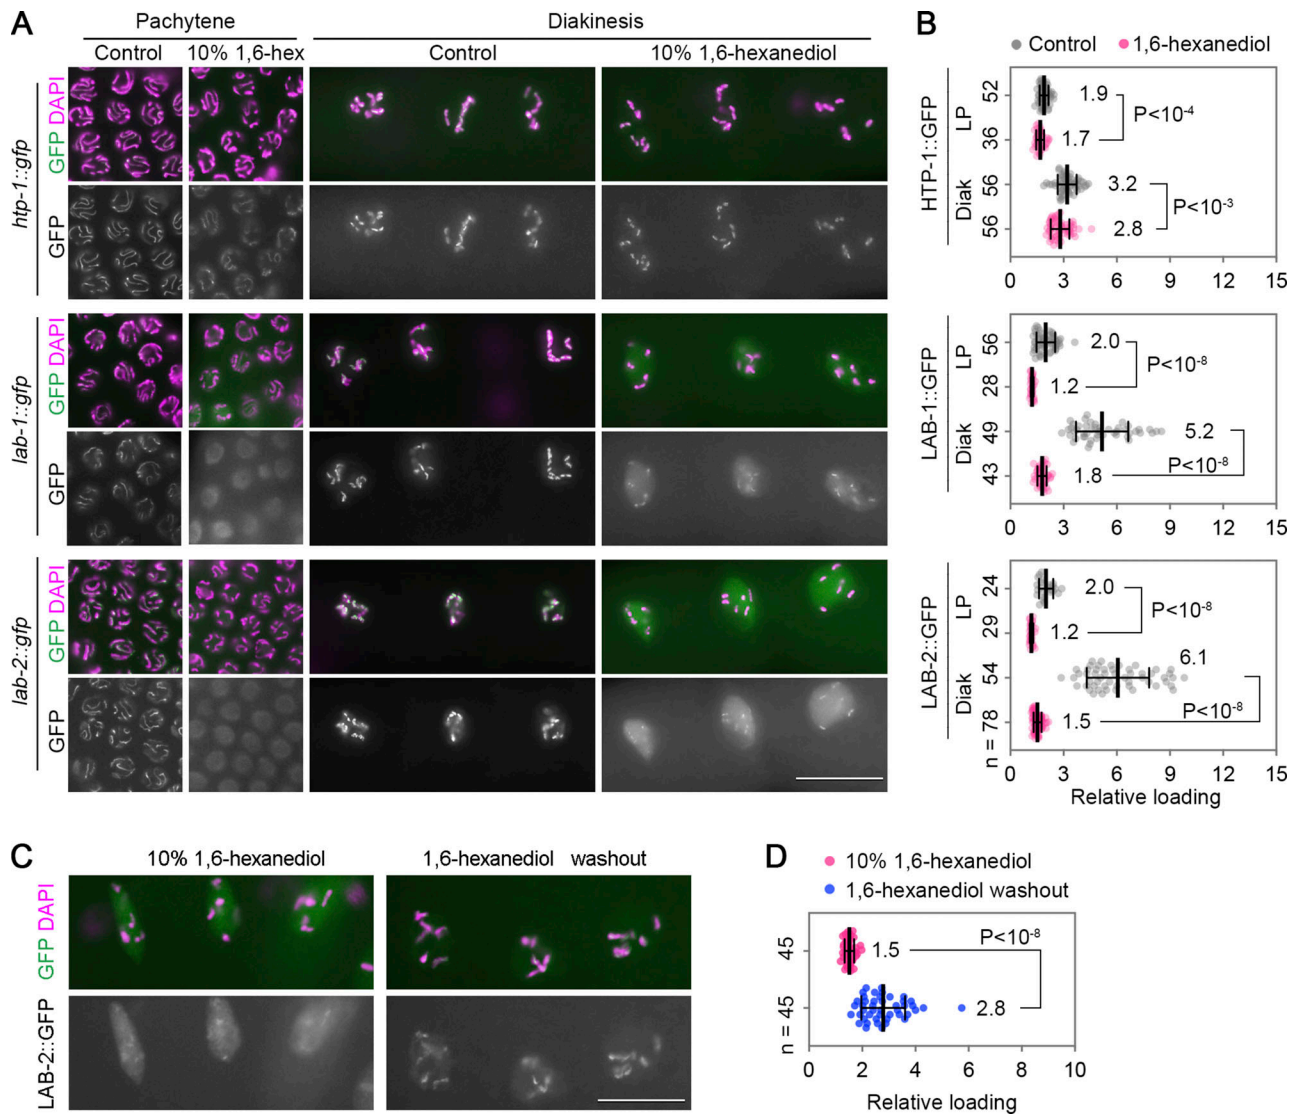 A
Pachytene
Diakinesis
Control
10% 1,6-hex
Control
10% 1,6-hexanediol
htp-1::gfp
GFP DAPI
GFP
lab-1::gfp
GFP DAPI
GFP
lab-2::gfp
GFP DAPI
GFP
B
Control
1,6-hexanediol
HTP-1::GFP
LP
52
1.9
36
1.7
P<10-4
Diak
56
3.2
56
2.8
P<10-3
0 3 6 9 12 15
LAB-1::GFP
LP
56
2.0
28
1.2
P<10-8
Diak
49
5.2
43
1.8
P<10-8
0 3 6 9 12 15
LAB-2::GFP
LP
24
2.0
29
1.2
P<10-8
Diak
54
6.1
n = 78
1.5
P<10-8
0 3 6 9 12 15
Relative loading
C
10% 1,6-hexanediol
1,6-hexanediol washout
GFP DAPI
LAB-2::GFP
D
10% 1,6-hexanediol
1,6-hexanediol washout
45
1.5
P<10-8
n = 45
2.8
0 2 4 6 8 10
Relative loading